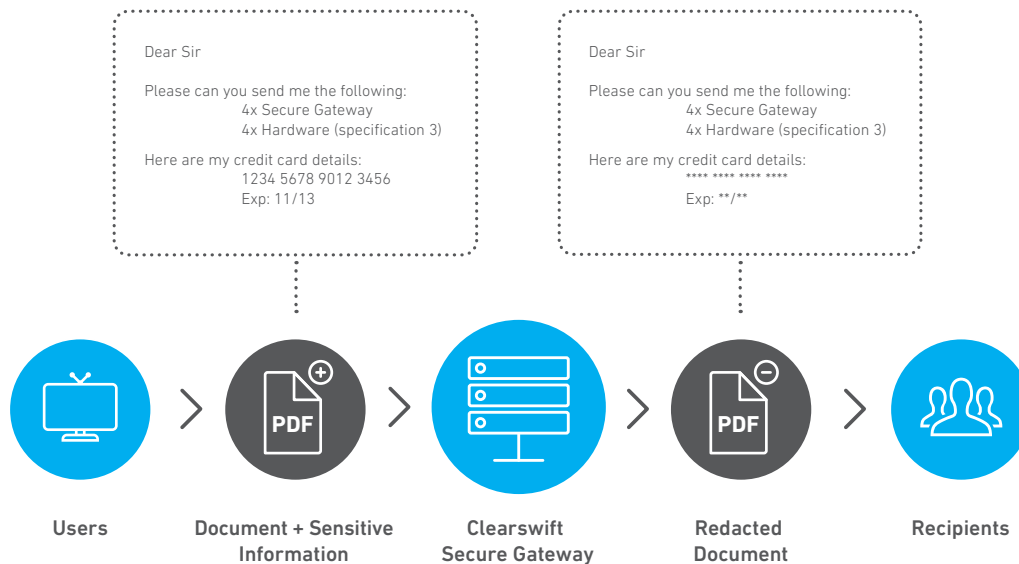 Dear Sir
Please can you send me the following:
4x Secure Gateway
4x Hardware (specification 3)
Here are my credit card details:
1234 5678 9012 3456
Exp: 11/13
Dear Sir
Please can you send me the following:
4x Secure Gateway
4x Hardware (specification 3)
Here are my credit card details:
**** **** **** ****
Exp: **/**
PDF
PDF
Users
Document + Sensitive
Information
Clearswift
Secure Gateway
Redacted
Document
Recipients